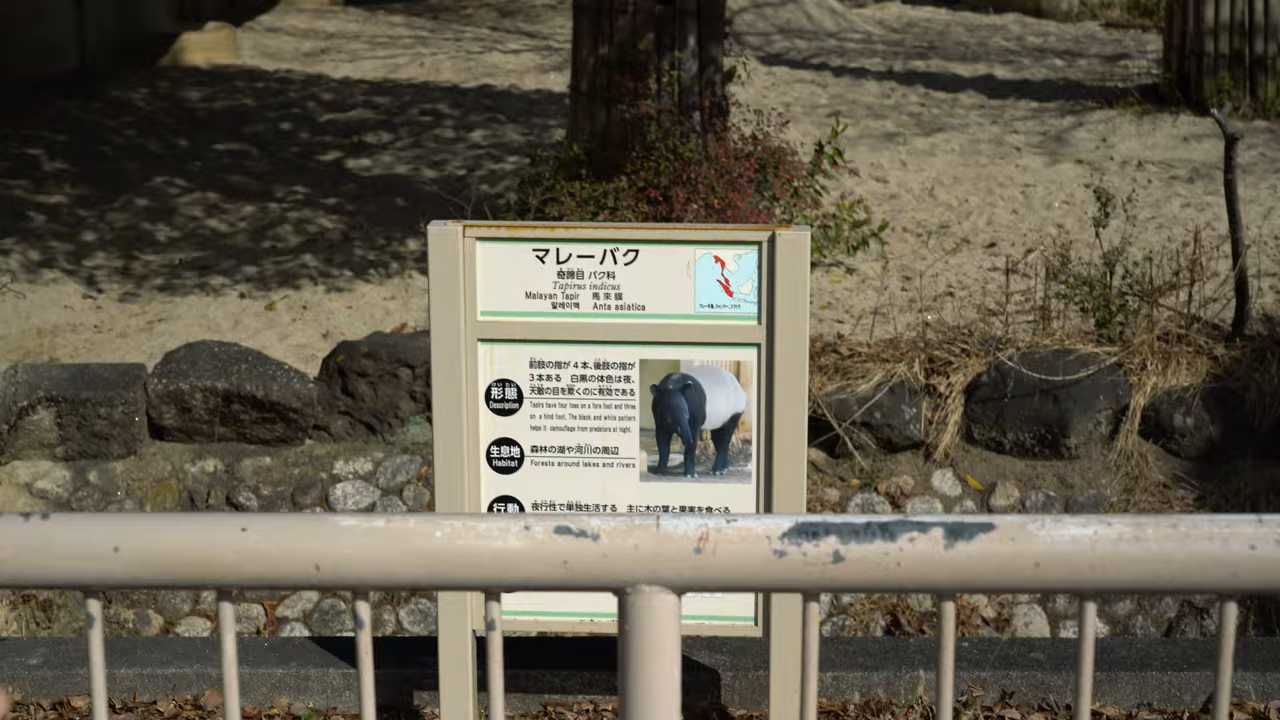 マレーバク
奇蹄目 バク科
Tapirus indicus
Malayan Tapir 馬來貘
말레이맥 Anta asiatica
形態
Description
前肢の指が4本、後肢の指が
3本ある 白黒の体色は夜、
天敵の目を欺くのに有効である
Tapirs have four toes on a fore foot and three
on a hind foot. The black and white pattern
helps it camouflage from predators at night.
生息地
Habitat
森林の湖や河川の周辺
Forests around lakes and rivers
行動
夜行性で単独生活する 主に木の葉と果実を食べる